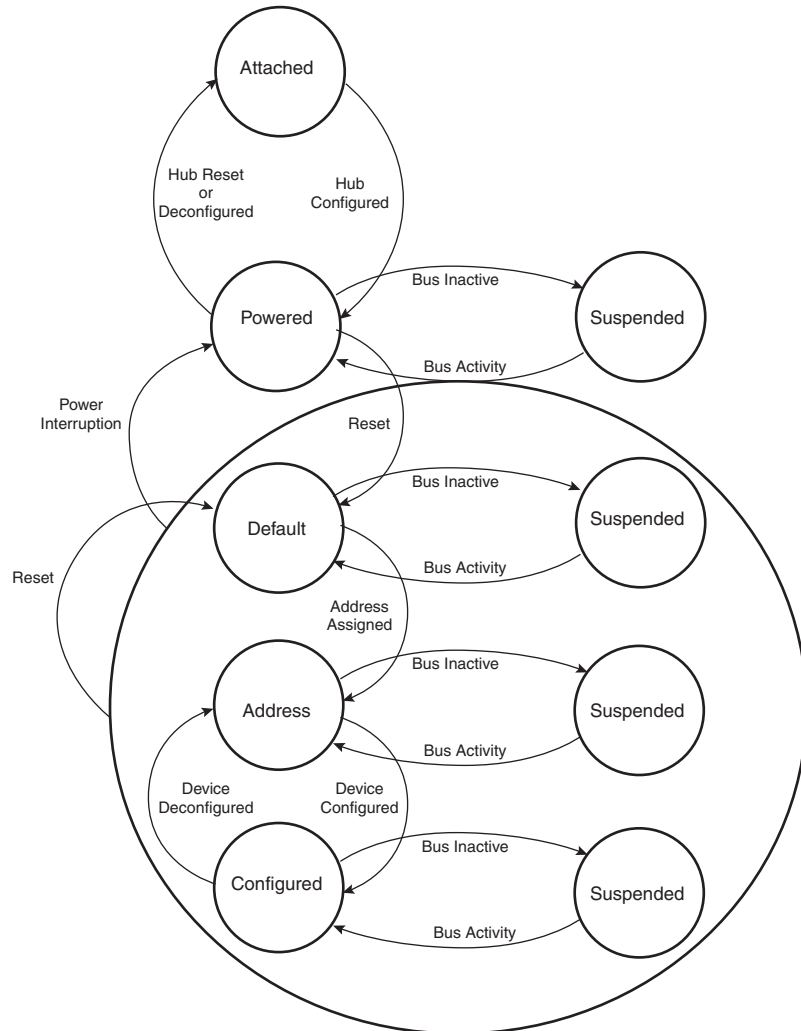 Attached
Hub Reset
or
Deconfigured
Hub
Configured
Bus Inactive
Powered
Suspended
Bus Activity
Power
Interruption
Reset
Bus Inactive
Default
Suspended
Bus Activity
Reset
Address
Assigned
Bus Inactive
Address
Suspended
Bus Activity
Device
Deconfigured
Device
Configured
Bus Inactive
Configured
Suspended
Bus Activity